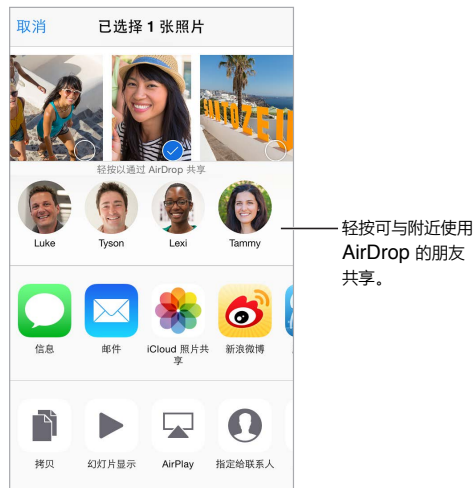 取消
已选择 1 张照片
轻按以通过 AirDrop 共享
Luke
Tyson
Lexi
Tammy
轻按可与附近使用
AirDrop 的朋友
共享。
信息
邮件
iCloud 照片共
享
新浪微博
拷贝
幻灯片显示
AirPlay
指定给联系人